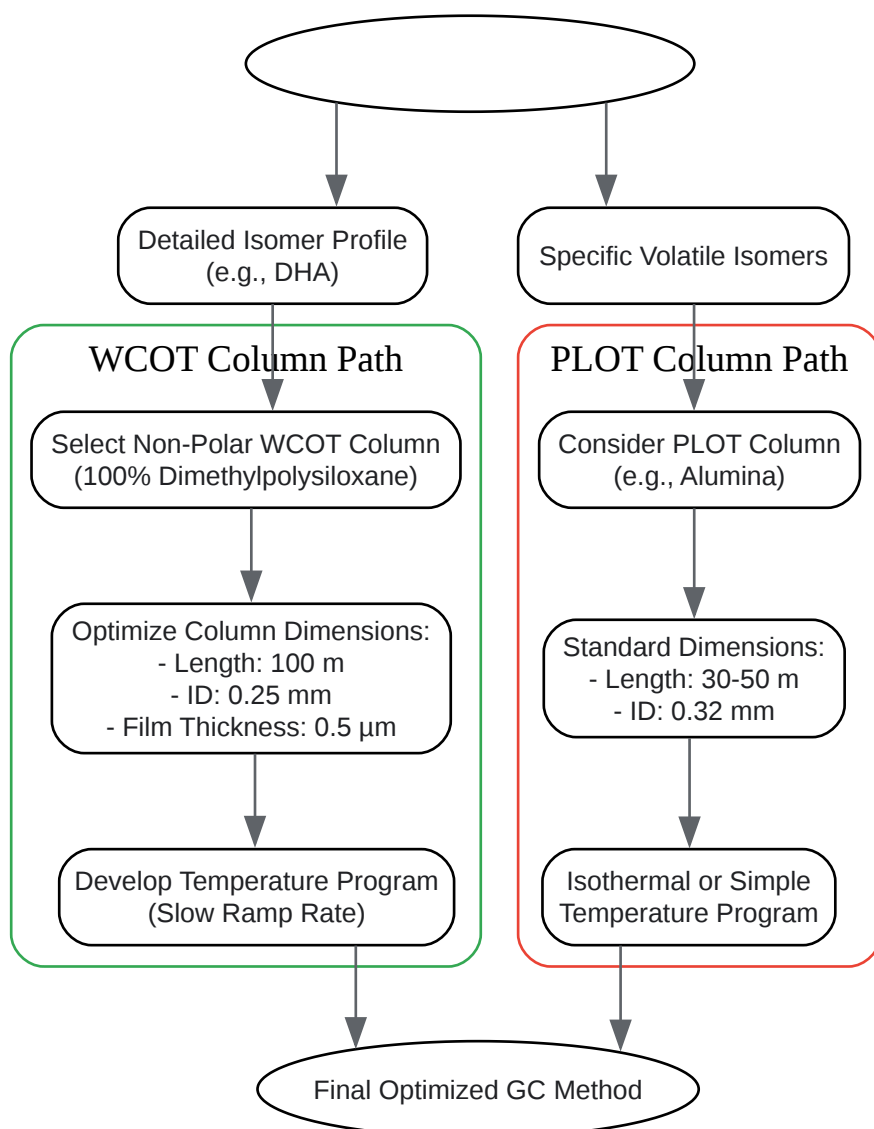 Detailed Isomer Profile
(e.g., DHA)
Specific Volatile Isomers
WCOT Column Path
Select Non-Polar WCOT Column
(100% Dimethylpolysiloxane)
Optimize Column Dimensions:
- Length: 100 m
- ID: 0.25 mm
- Film Thickness: 0.5 µm
Develop Temperature Program
(Slow Ramp Rate)
PLOT Column Path
Consider PLOT Column
(e.g., Alumina)
Standard Dimensions:
- Length: 30-50 m
- ID: 0.32 mm
Isothermal or Simple
Temperature Program
Final Optimized GC Method